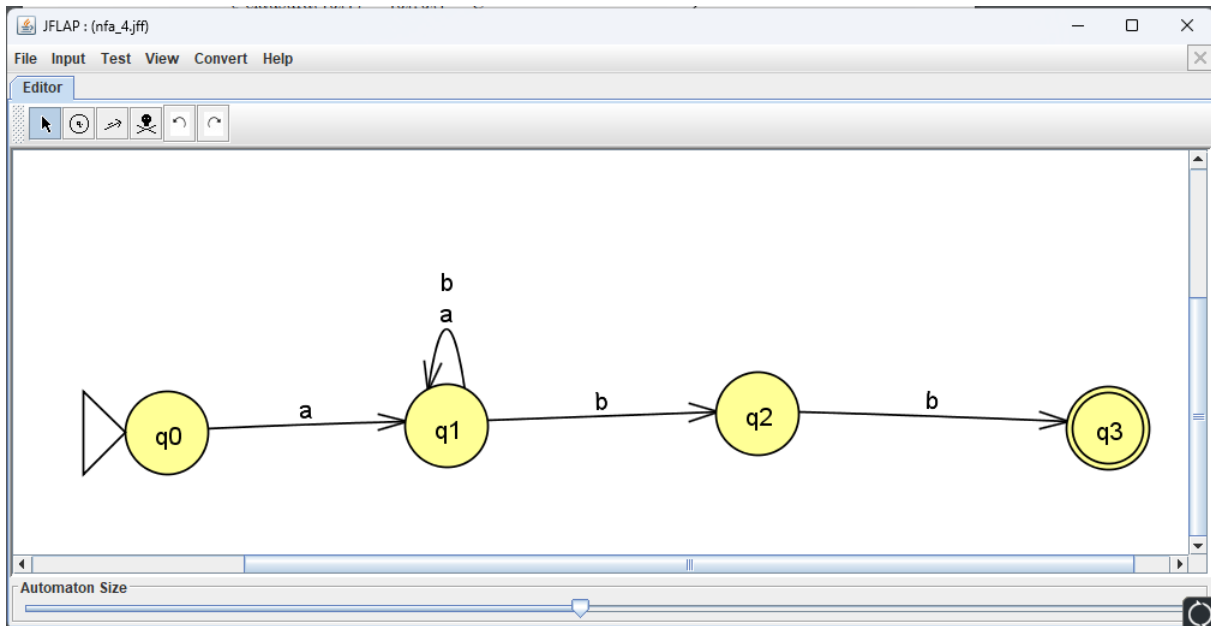 JFLAP : (nfa_4.jff)
File Input Test View Convert Help
Editor
b
a
a
b
b
q0
q1
q2
q3
Automaton Size